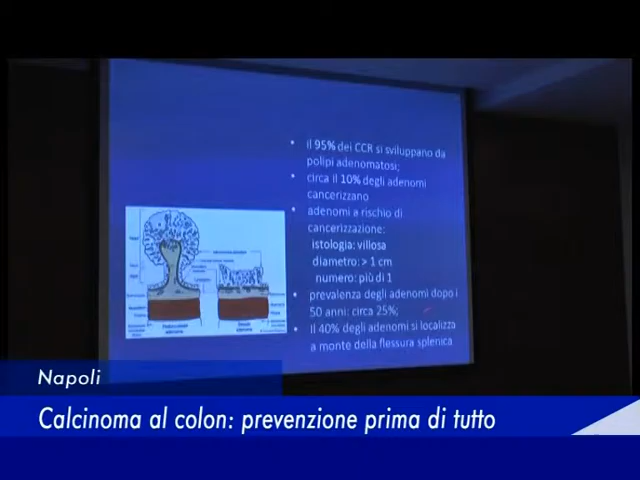 il 95% dei CCR si sviluppano da
polipi adenomatosi;
circa il 10% degli adenomi
cancerizzano
adenomi a rischio di
cancerizzazione:
istologia: villosa
diametro: > 1 cm
numero: più di 1
prevalenza degli adenomi dopo i
50 anni: circa 25%;
Il 40% degli adenomi si localizza
a monte della flessura splenica
Napoli
Calcinoma al colon: prevenzione prima di tutto